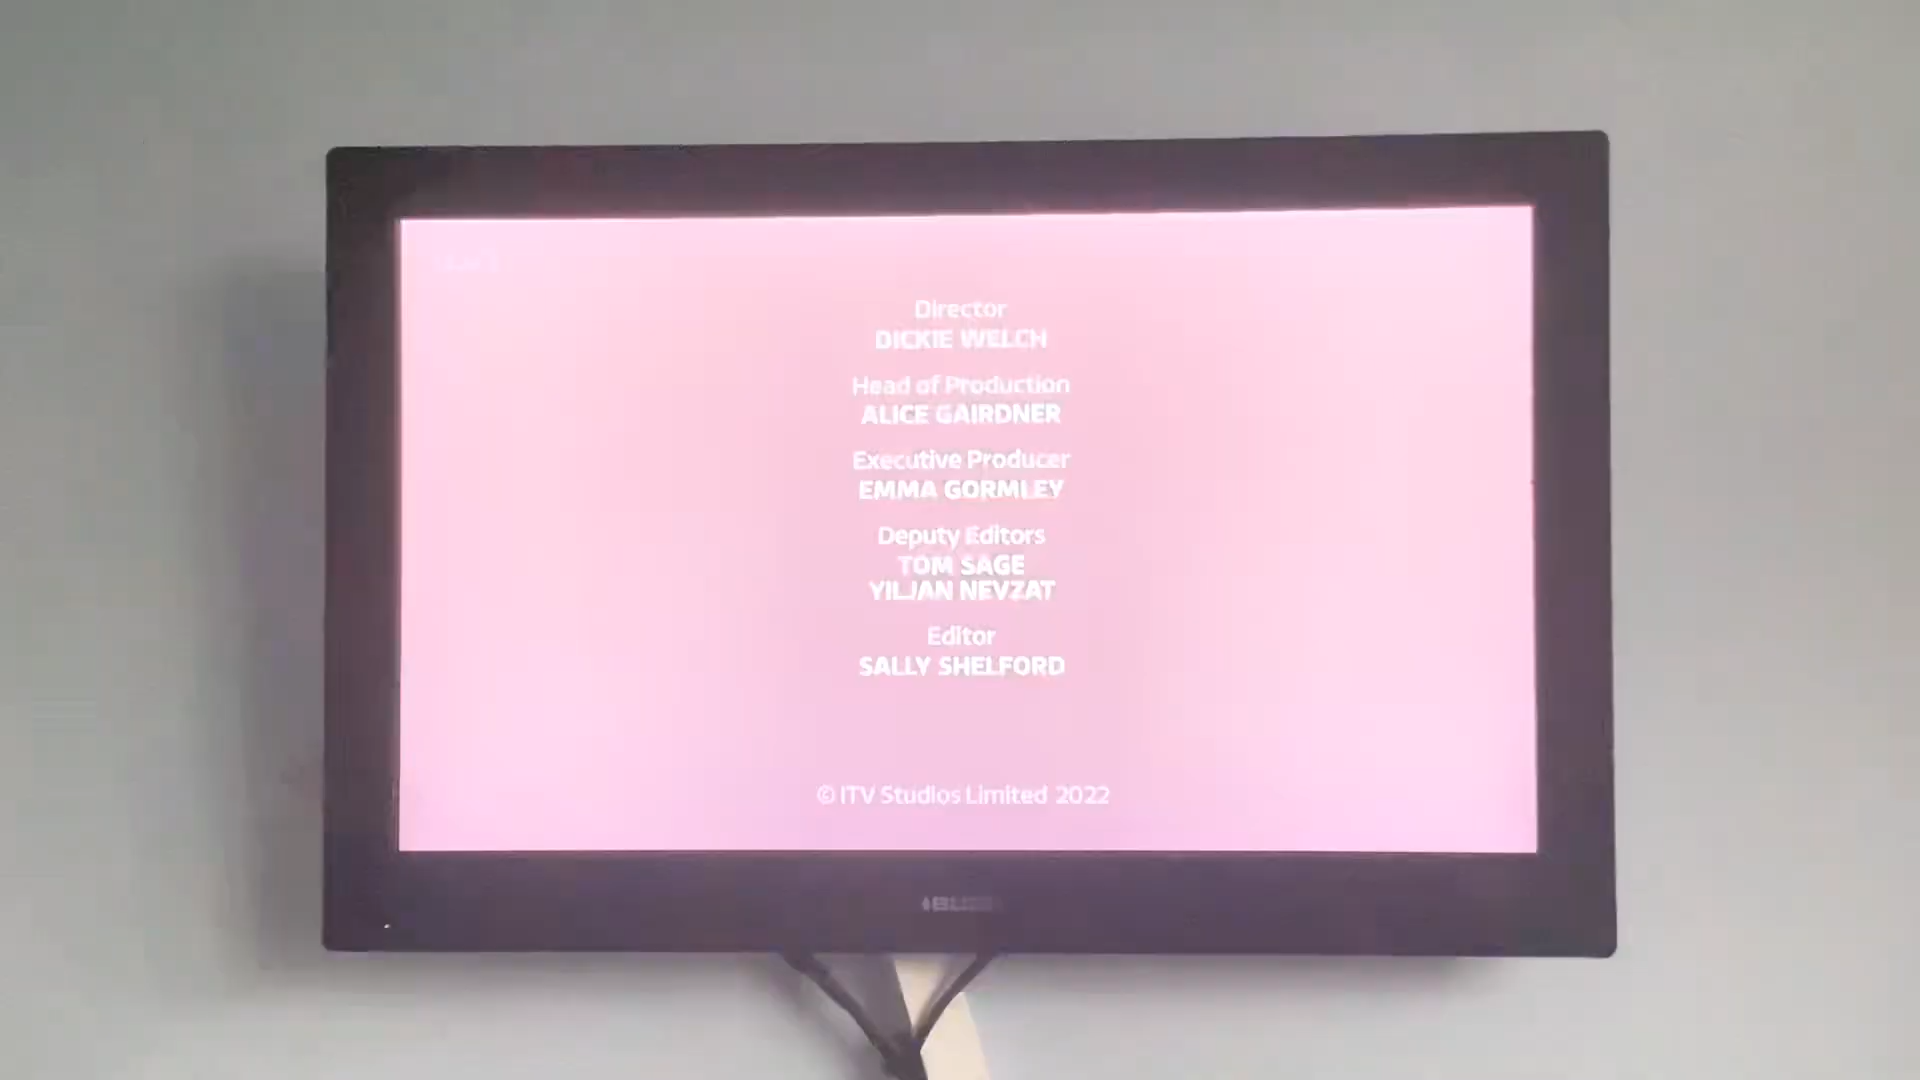 Director
DICKIE WELCH
Head of Production
ALICE GAIRDNER
Executive Producer
EMMA GORMLEY
Deputy Editors
TOM SAGE
YILJAN NEVZAT
Editor
SALLY SHELFORD
© ITV Studios Limited 2022